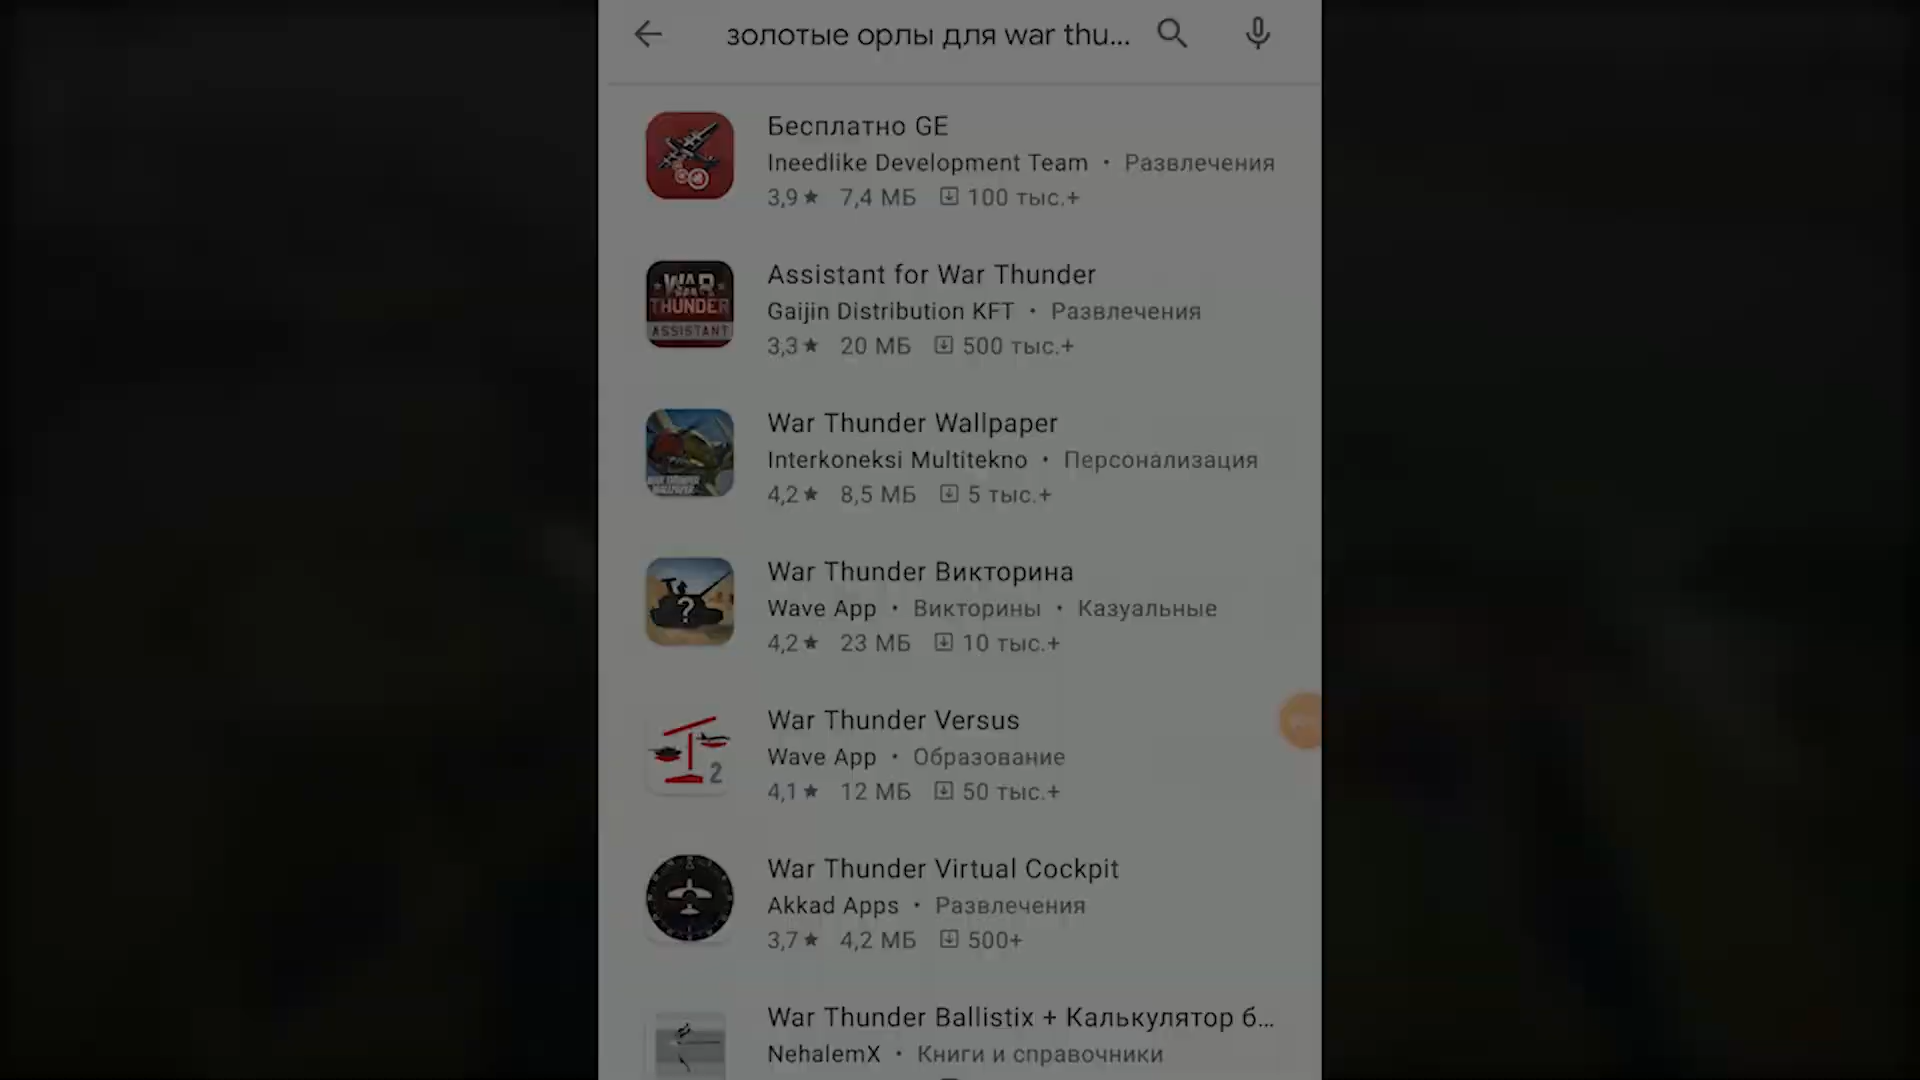 золотые орлы для war thu...
Бесплатно GE
Ineedlike Development Team • Развлечения
3,9★ 7,4 МБ 100 тыс.+
WAR THUNDER ASSISTANT
Assistant for War Thunder
Gaijin Distribution KFT • Развлечения
3,3★ 20 МБ 500 тыс.+
War Thunder Wallpaper
Interkoneksi Multitekno • Персонализация
4,2★ 8,5 МБ 5 тыс.+
?
War Thunder Викторина
Wave App • Викторины • Казуальные
4,2★ 23 МБ 10 тыс.+
2
War Thunder Versus
Wave App • Образование
4,1★ 12 МБ 50 тыс.+
War Thunder Virtual Cockpit
Akkad Apps • Развлечения
3,7★ 4,2 МБ 500+
War Thunder Ballistix + Калькулятор б...
NehalemX • Книги и справочники